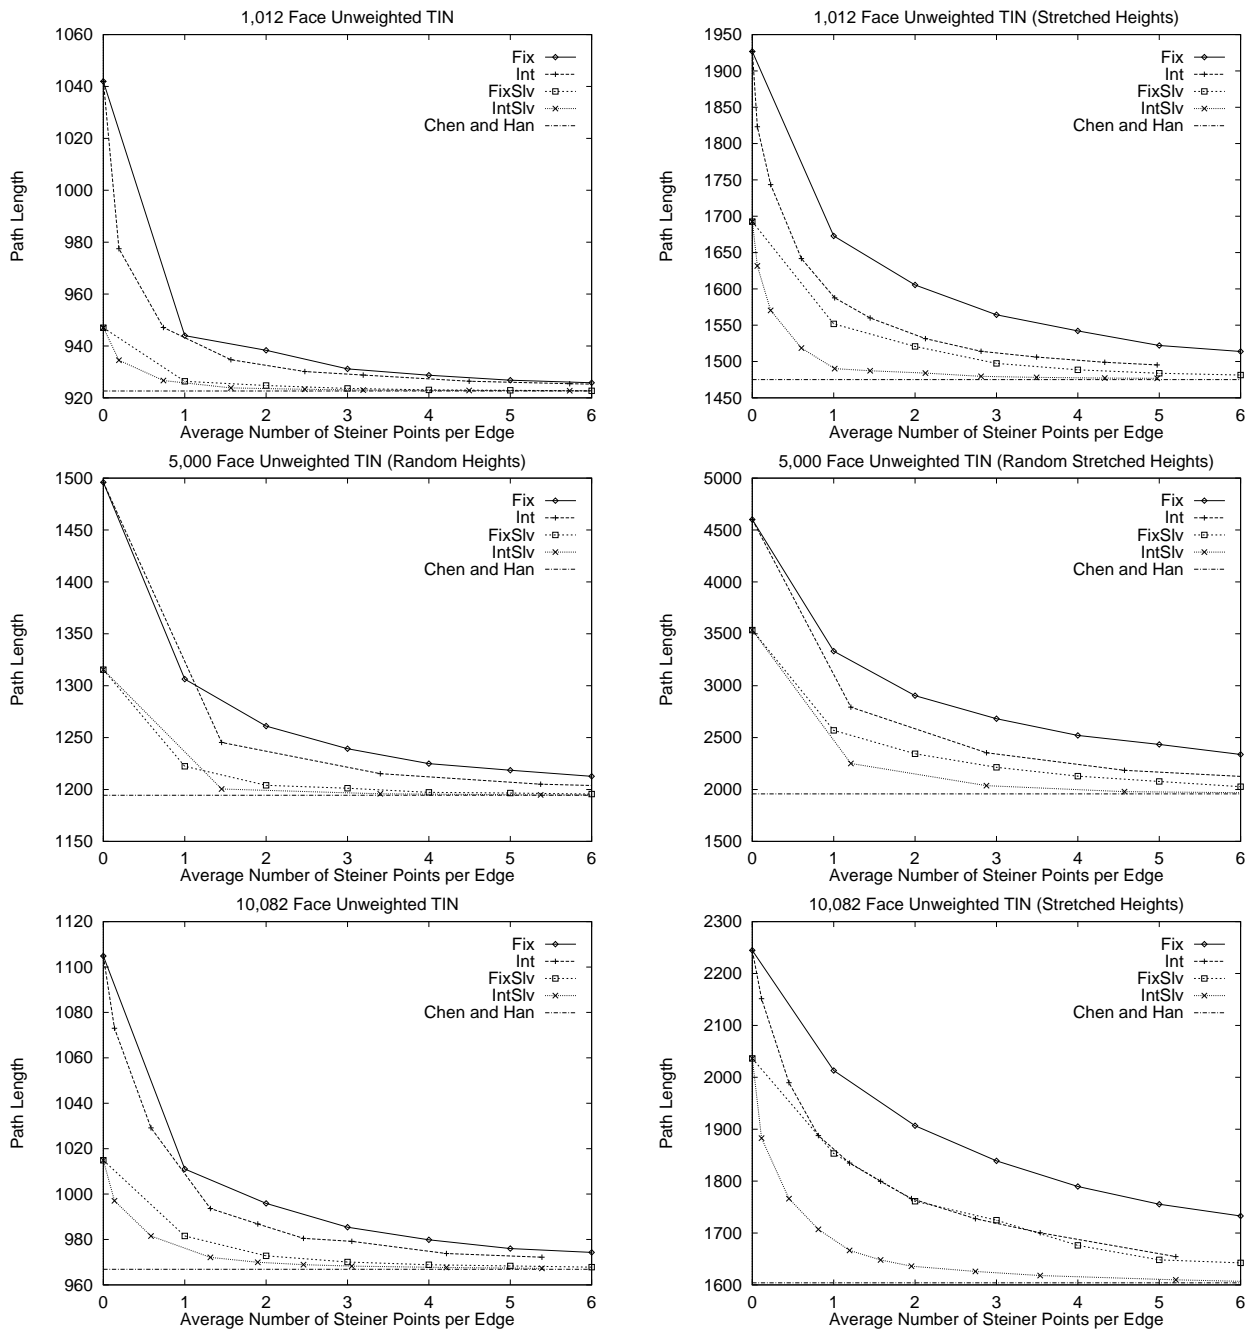 1,012 Face Unweighted TIN
1060
1040
1020
1000
980
960
940
920
0 1 2 3 4 5 6
Path Length
Average Number of Steiner Points per Edge
Fix
Int
FixSlv
IntSlv
Chen and Han
1,012 Face Unweighted TIN (Stretched Heights)
1950
1900
1850
1800
1750
1700
1650
1600
1550
1500
1450
0 1 2 3 4 5 6
Path Length
Average Number of Steiner Points per Edge
Fix
Int
FixSlv
IntSlv
Chen and Han
5,000 Face Unweighted TIN (Random Heights)
1500
1450
1400
1350
1300
1250
1200
1150
0 1 2 3 4 5 6
Path Length
Average Number of Steiner Points per Edge
Fix
Int
FixSlv
IntSlv
Chen and Han
5,000 Face Unweighted TIN (Random Stretched Heights)
5000
4500
4000
3500
3000
2500
2000
1500
0 1 2 3 4 5 6
Path Length
Average Number of Steiner Points per Edge
Fix
Int
FixSlv
IntSlv
Chen and Han
10,082 Face Unweighted TIN
1120
1100
1080
1060
1040
1020
1000
980
960
0 1 2 3 4 5 6
Path Length
Average Number of Steiner Points per Edge
Fix
Int
FixSlv
IntSlv
Chen and Han
10,082 Face Unweighted TIN (Stretched Heights)
2300
2200
2100
2000
1900
1800
1700
1600
0 1 2 3 4 5 6
Path Length
Average Number of Steiner Points per Edge
Fix
Int
FixSlv
IntSlv
Chen and Han